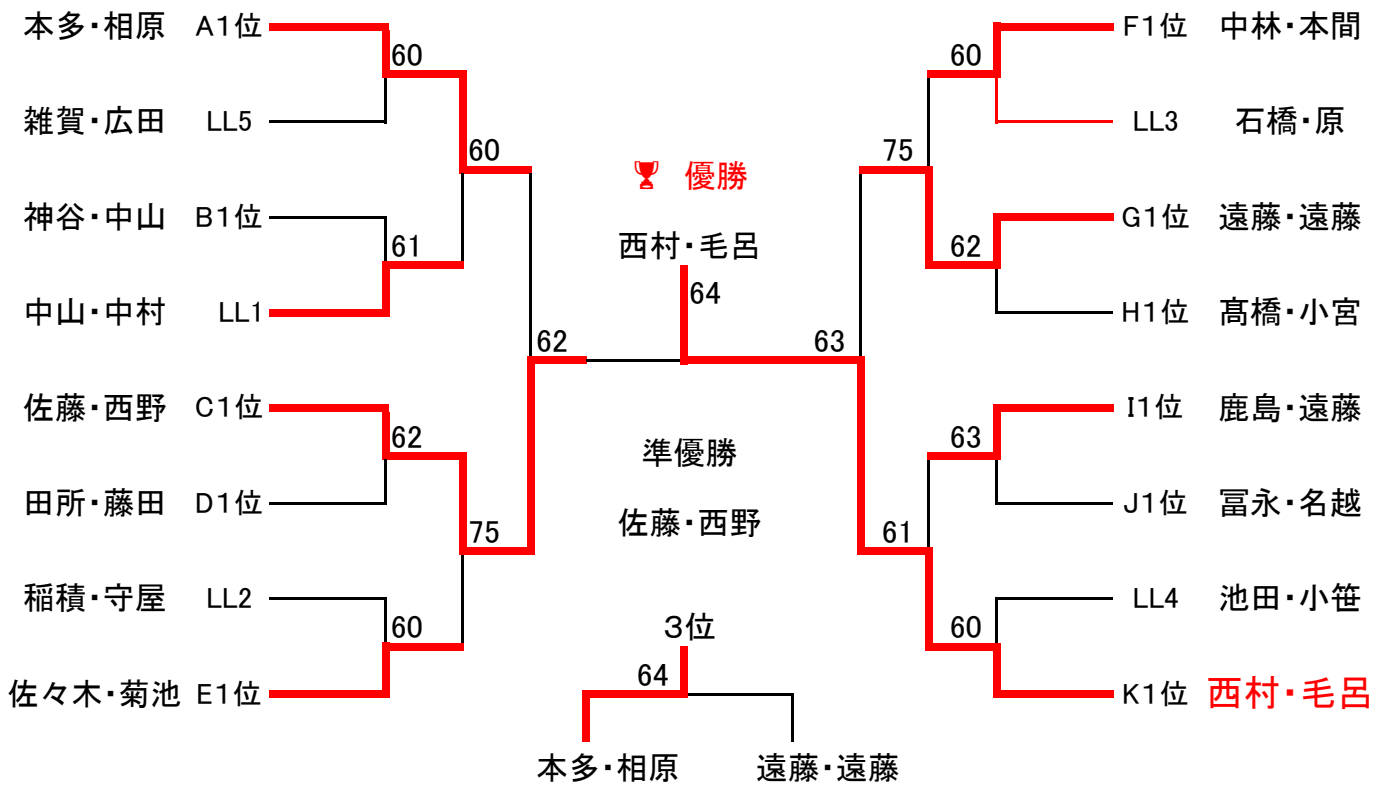 本多・相原 A1位
60
雑賀・広田 LL5
60
神谷・中山 B1位
61
中山・中村 LL1
62
佐藤・西野 C1位
62
田所・藤田 D1位
75
稲積・守屋 LL2
60
佐々木・菊池 E1位
優勝
西村・毛呂
64
準優勝
佐藤・西野
3位
64
本多・相原 遠藤・遠藤
F1位 中林・本間
60
LL3 石橋・原
75
G1位 遠藤・遠藤
62
H1位 髙橋・小宮
63
I1位 鹿島・遠藤
63
J1位 冨永・名越
61
LL4 池田・小笹
60
K1位 西村・毛呂